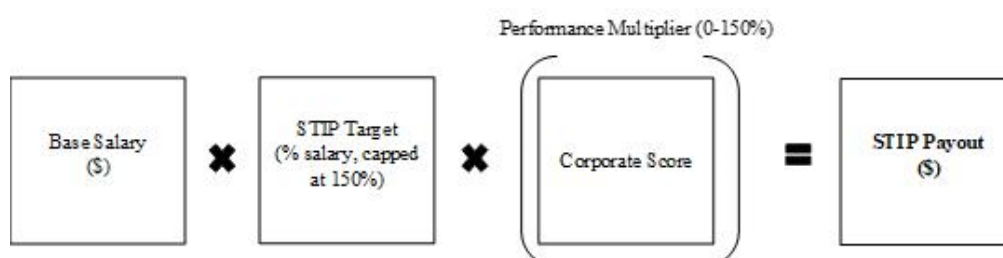 Performance Multiplier (0-150%)
Base Salary
($)
STIP Target
(% salary, capped
at 150%)
Corporate Score
STIP Payout
($)